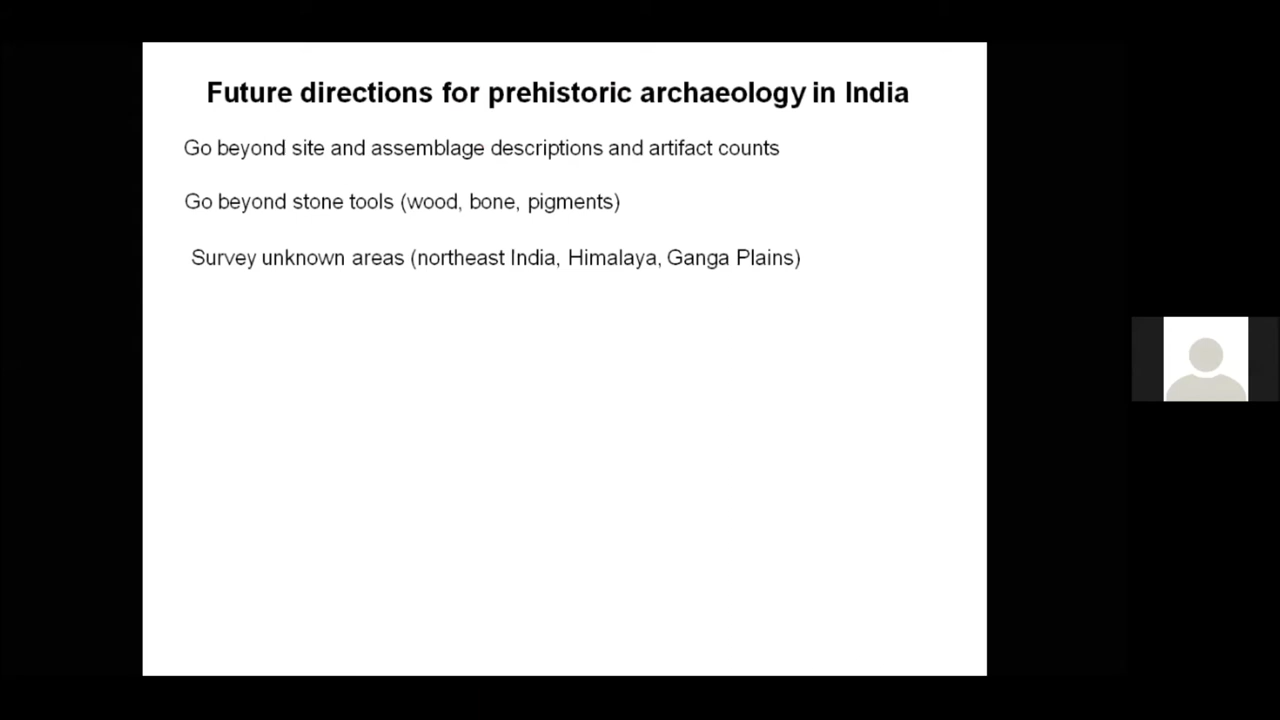 Future directions for prehistoric archaeology in India
Go beyond site and assemblage descriptions and artifact counts
Go beyond stone tools (wood, bone, pigments)
Survey unknown areas (northeast India, Himalaya, Ganga Plains)